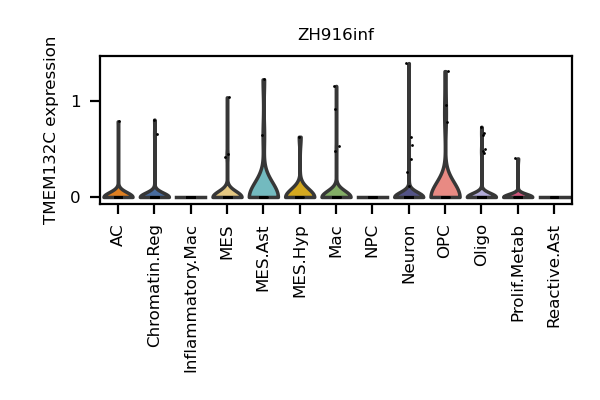 ZH916inf
TMEM132C expression
1
0
AC
Chromatin.Reg
Inflammatory.Mac
MES
MES.Ast
MES.Hyp
Mac
NPC
Neuron
OPC
Oligo
Prolif.Metab
Reactive.Ast